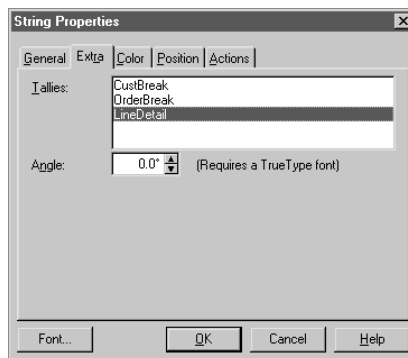 String Properties
General Extra Color Position Actions
Tallies:
CustBreak
OrderBreak
LineDetail
Angle: 0.0° (Requires a TrueType font)
Font... OK Cancel Help